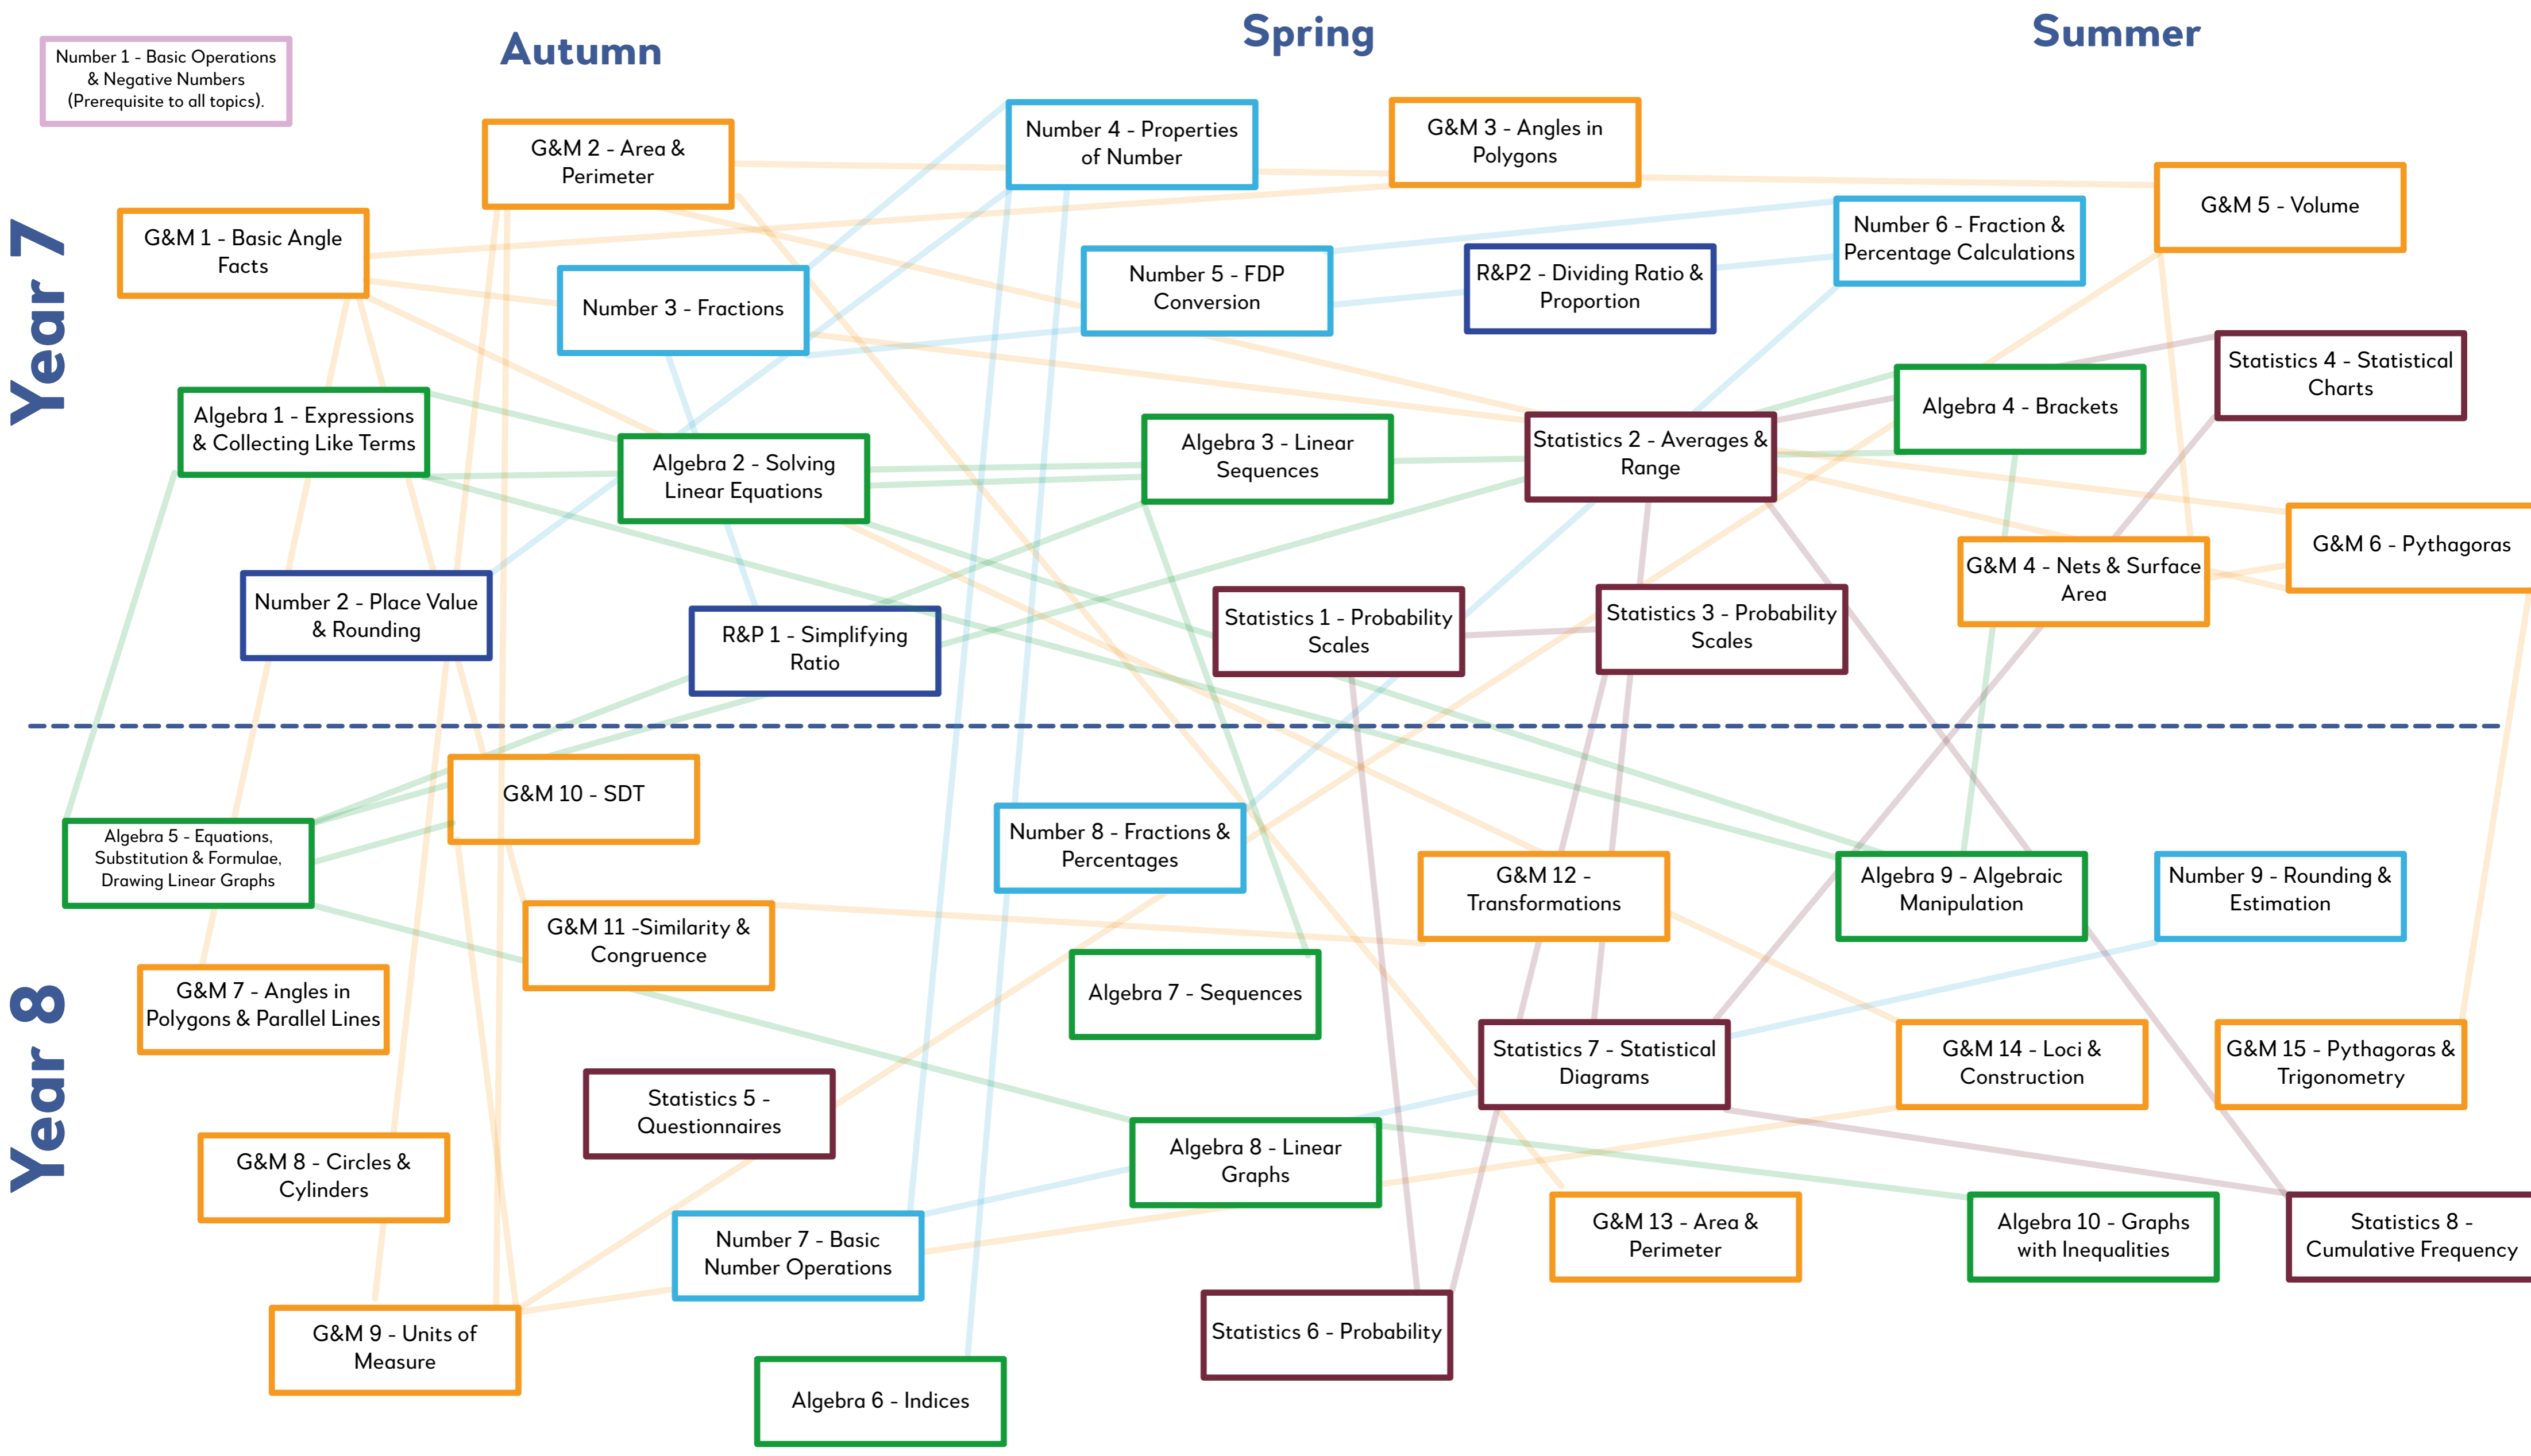 Autumn
Spring
Summer
Year 7
Number 1 - Basic Operations
& Negative Numbers
(Prerequisite to all topics).
G&M 2 - Area &
Perimeter
Number 4 - Properties
of Number
G&M 3 - Angles in
Polygons
G&M 5 - Volume
G&M 1 - Basic Angle
Facts
Number 3 - Fractions
Number 5 - FDP
Conversion
R&P2 - Dividing Ratio &
Proportion
Number 6 - Fraction &
Percentage Calculations
Statistics 4 - Statistical
Charts
Algebra 1 - Expressions
& Collecting Like Terms
Algebra 2 - Solving
Linear Equations
Algebra 3 - Linear
Sequences
Statistics 2 - Averages &
Range
Algebra 4 - Brackets
G&M 6 - Pythagoras
G&M 4 - Nets & Surface
Area
Number 2 - Place Value
& Rounding
R&P 1 - Simplifying
Ratio
Statistics 1 - Probability
Scales
Statistics 3 - Probability
Scales
Year 8
G&M 10 - SDT
Algebra 5 - Equations,
Substitution & Formulae,
Drawing Linear Graphs
Number 8 - Fractions &
Percentages
G&M 12 -
Transformations
Algebra 9 - Algebraic
Manipulation
Number 9 - Rounding &
Estimation
G&M 11 -Similarity &
Congruence
G&M 7 - Angles in
Polygons & Parallel Lines
Algebra 7 - Sequences
Statistics 7 - Statistical
Diagrams
G&M 14 - Loci &
Construction
G&M 15 - Pythagoras &
Trigonometry
Statistics 5 -
Questionnaires
G&M 8 - Circles &
Cylinders
Algebra 8 - Linear
Graphs
Number 7 - Basic
Number Operations
G&M 13 - Area &
Perimeter
Algebra 10 - Graphs
with Inequalities
Statistics 8 -
Cumulative Frequency
G&M 9 - Units of
Measure
Statistics 6 - Probability
Algebra 6 - Indices